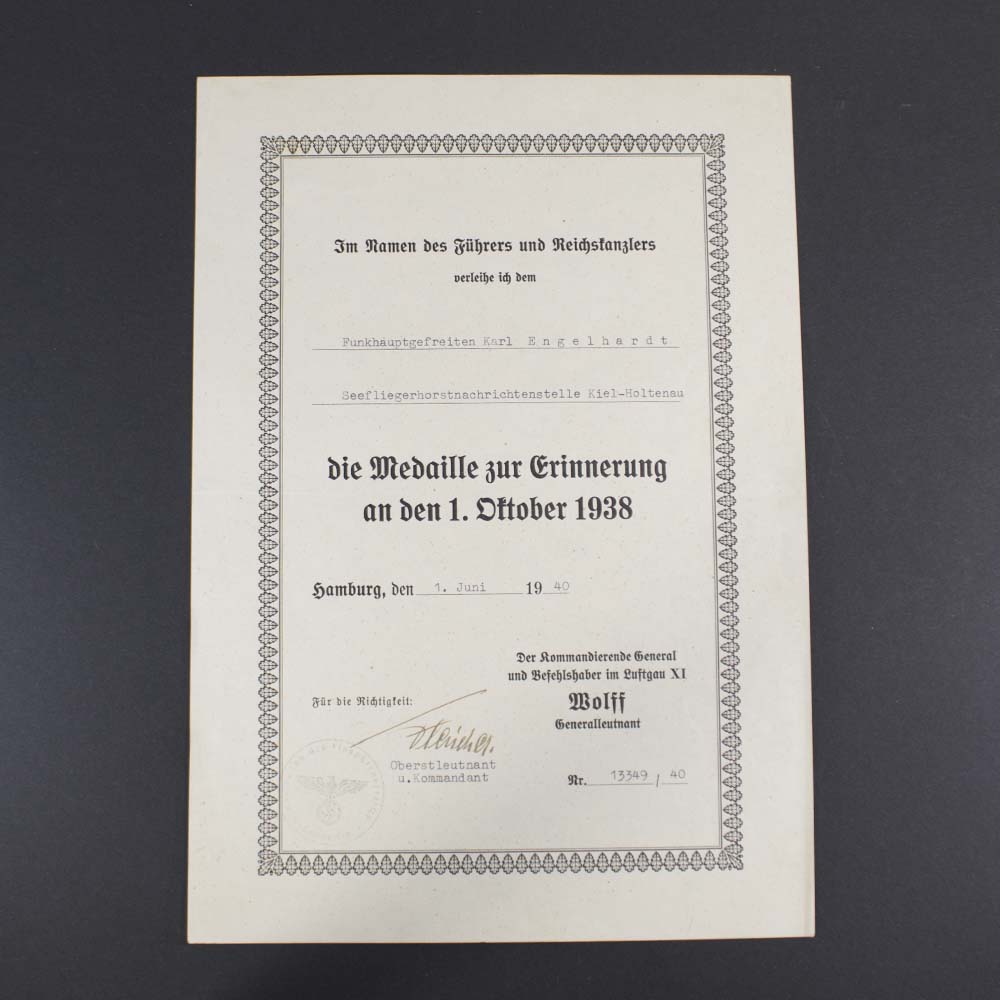 Im Namen des Führers und Reichskanzlers
verleihe ich dem
Funkhauptgefreiten Karl Engelhardt
Seefliegerhorstnachrichtenstelle Kiel-Holtenau
die Medaille zur Erinnerung
an den 1. Oktober 1938
Hamburg, den 1. Juni 19 40
Der Kommandierende General
und Befehlshaber im Luftgau XI
Wolff
Generalleutnant
Für die Richtigkeit:
Oberstleutnant
u.Kommandant
Nr. 13349 / 40